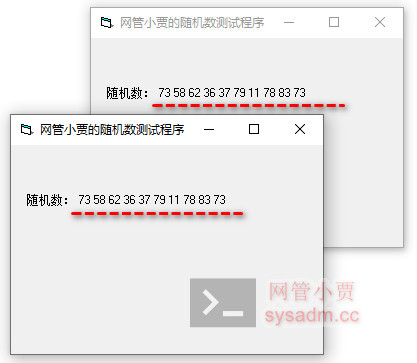 网管小贾的随机数测试程序
随机数： 73 58 62 36 37 79 11 78 83 73
网管小贾的随机数测试程序
随机数： 73 58 62 36 37 79 11 78 83 73
网管小贾
sysadm.cc